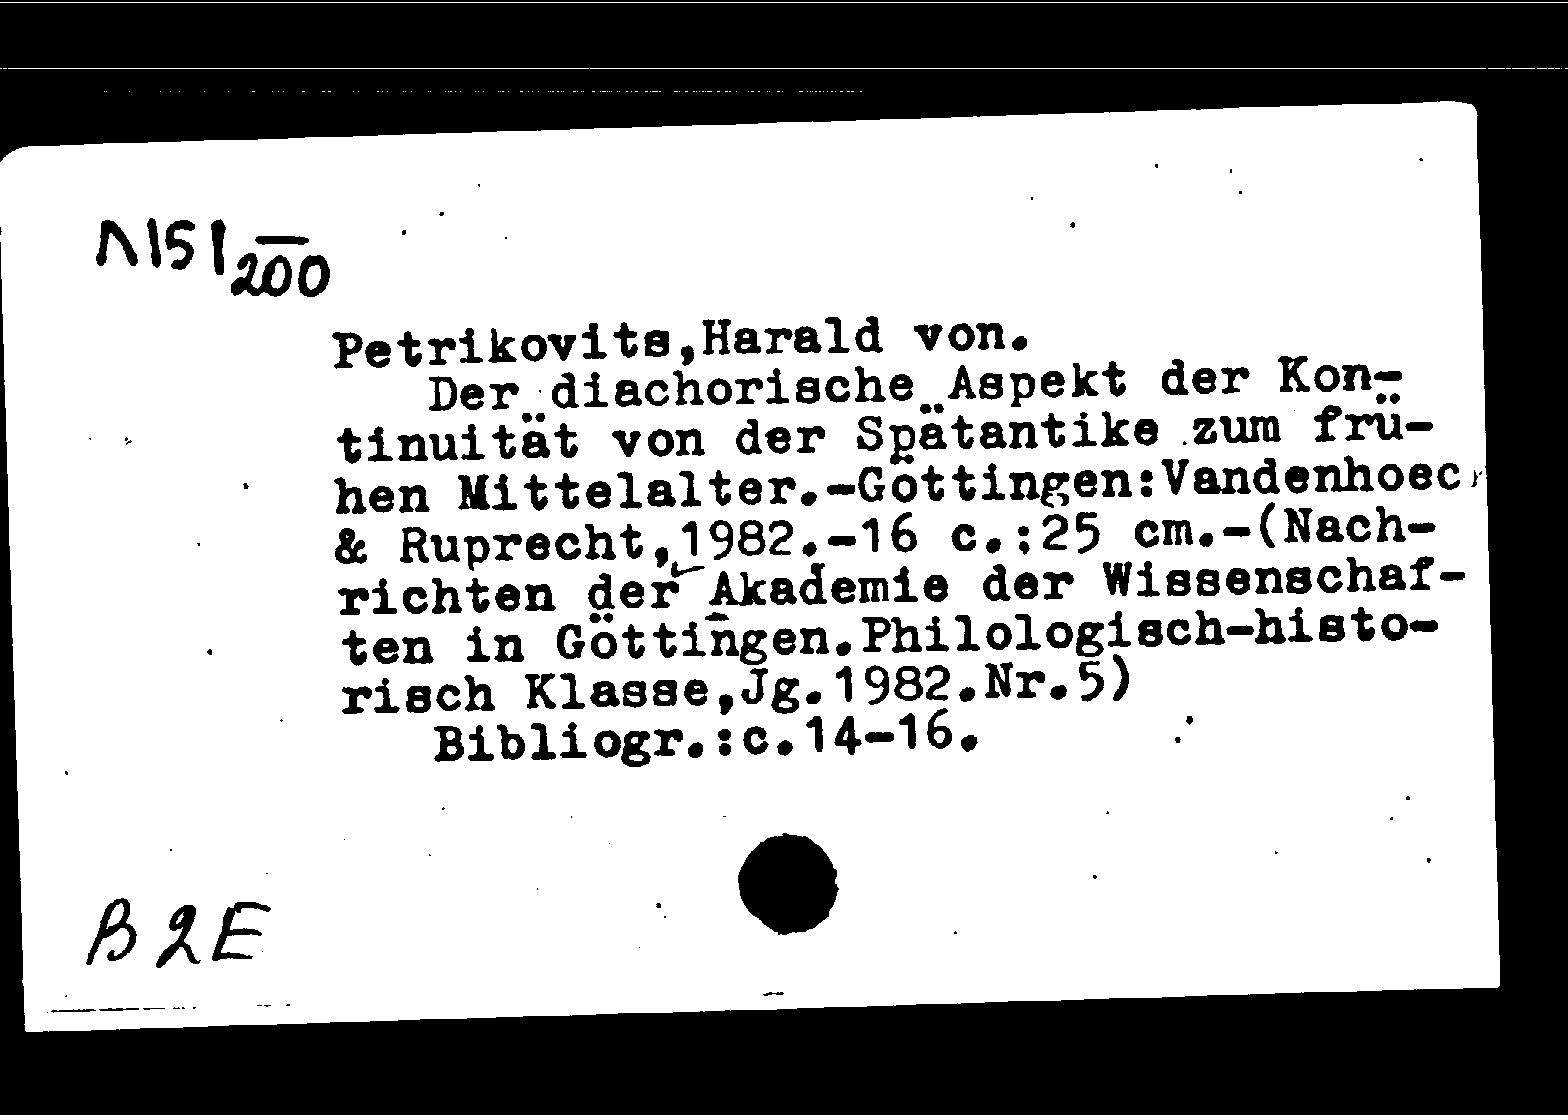 Л151/200
Petrikovits,Harald von.
Der diachorische Aspekt der Kon-
tinuität von der Spätantike zum frü-
hen Mittelalter.-Göttingen:Vandenhoec
& Ruprecht,1982.-16 c.;25 cm.-(Nach-
richten der Akademie der Wissenschaf-
ten in Göttingen.Philologisch-histo-
risch Klasse,Jg.1982.Nr.5)
Bibliogr.:c.14-16.
B2E